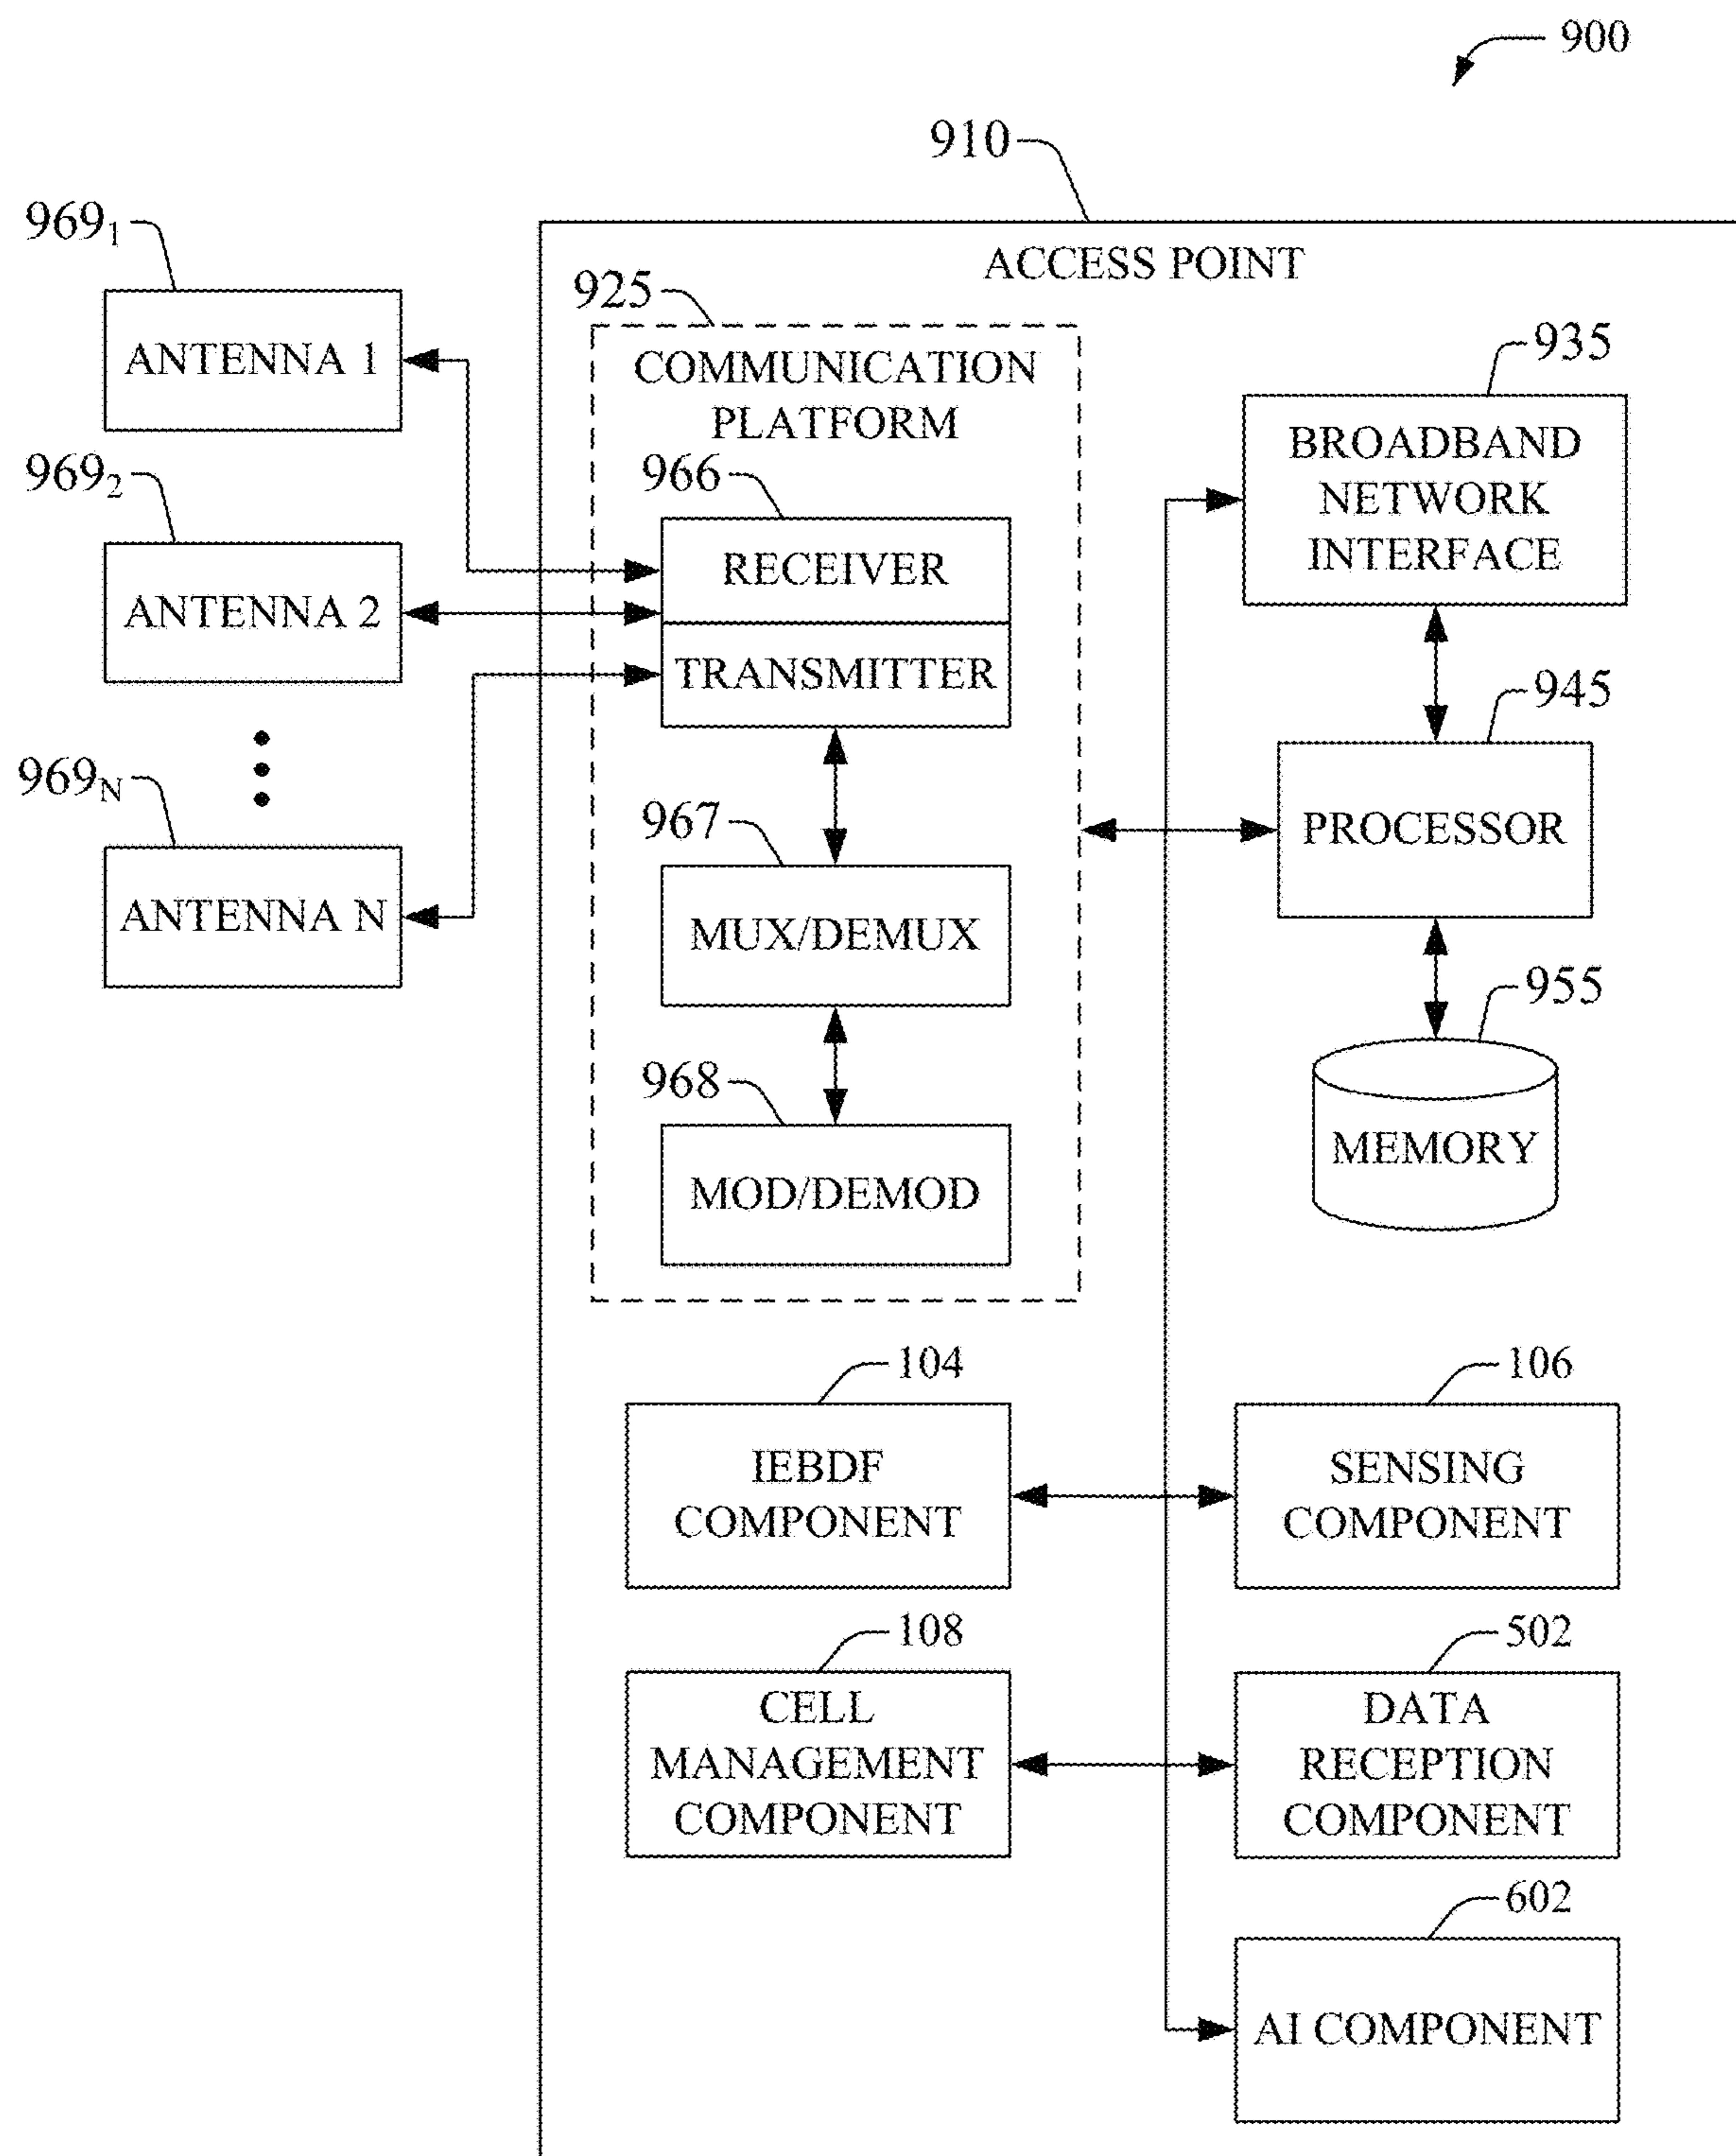 900
910
969₁
ACCESS POINT
925
ANTENNA 1
COMMUNICATION
PLATFORM
935
BROADBAND
NETWORK
INTERFACE
969₂
966
RECEIVER
ANTENNA 2
TRANSMITTER
945
969N
967
PROCESSOR
ANTENNA N
MUX/DEMUX
955
968
MEMORY
MOD/DEMOD
104
106
IEBDF
COMPONENT
SENSING
COMPONENT
108
502
CELL
MANAGEMENT
COMPONENT
DATA
RECEPTION
COMPONENT
602
AI COMPONENT